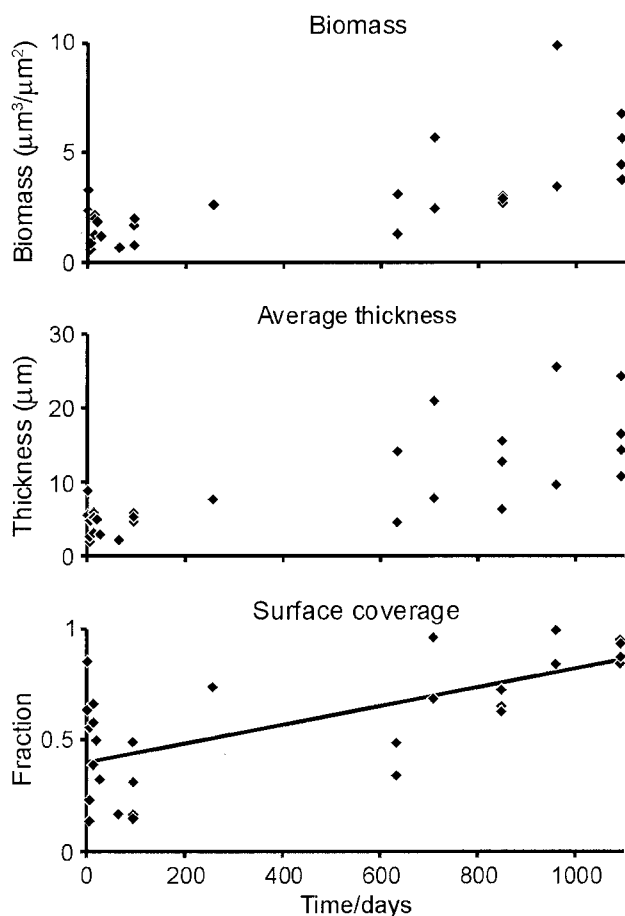 Biomass
Biomass (μm³/μm²)
10
5
0
Average thickness
Thickness (μm)
30
20
10
0
Surface coverage
Fraction
1
0.5
0
0 200 400 600 800 1000
Time/days